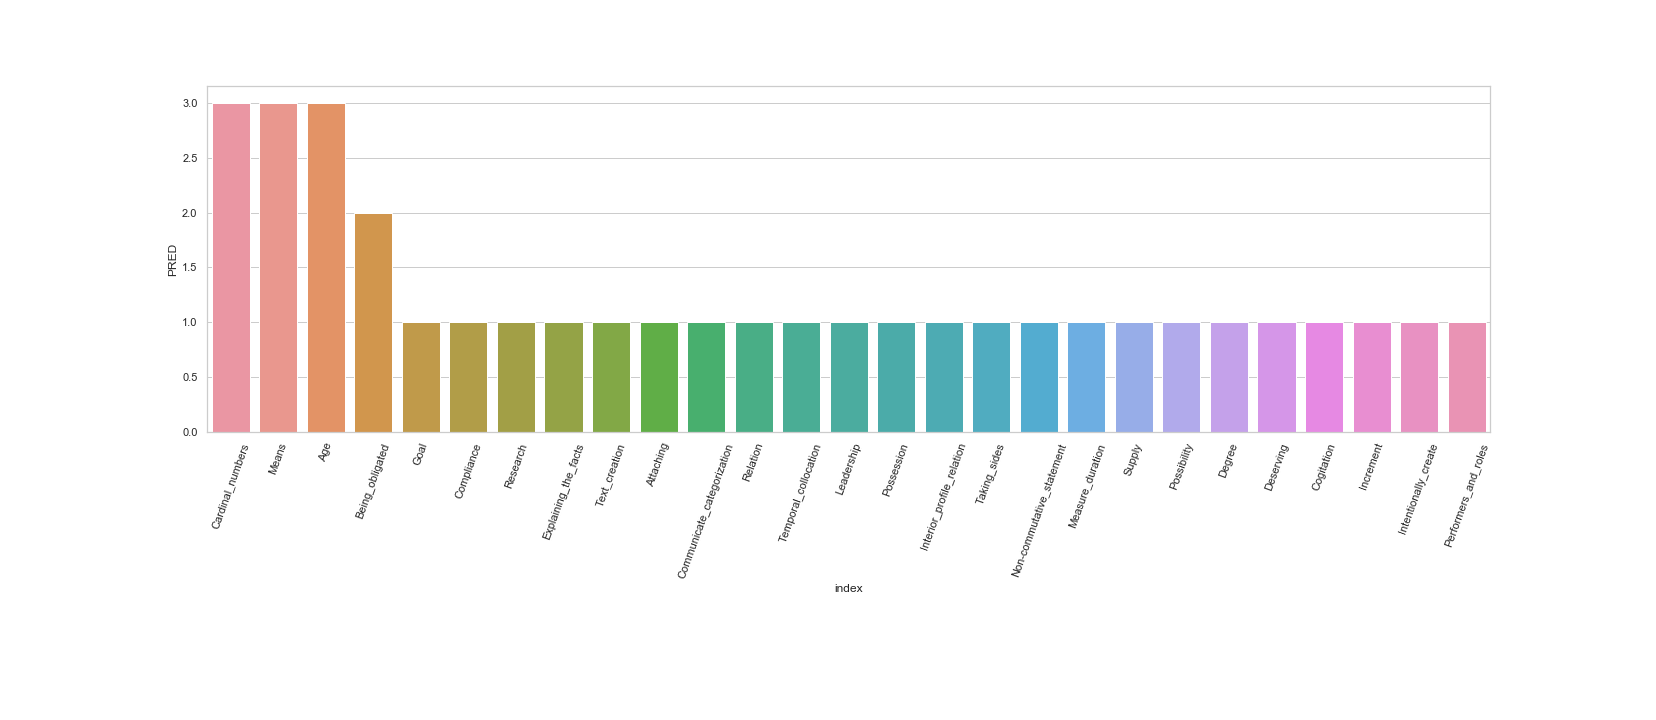 3.0
2.5
2.0
1.5
1.0
0.5
0.0
PRED
Cardinal_numbers
Means
Age
Being_obligated
Goal
Compliance
Research
Explaining_the_facts
Text_creation
Attaching
Communicate_categorization
Relation
Temporal_collocation
Leadership
Possession
Interior_profile_relation
Taking_sides
Non-commutative_statement
Measure_duration
Supply
Possibility
Degree
Deserving
Cogitation
Increment
Intentionally_create
Performers_and_roles
index